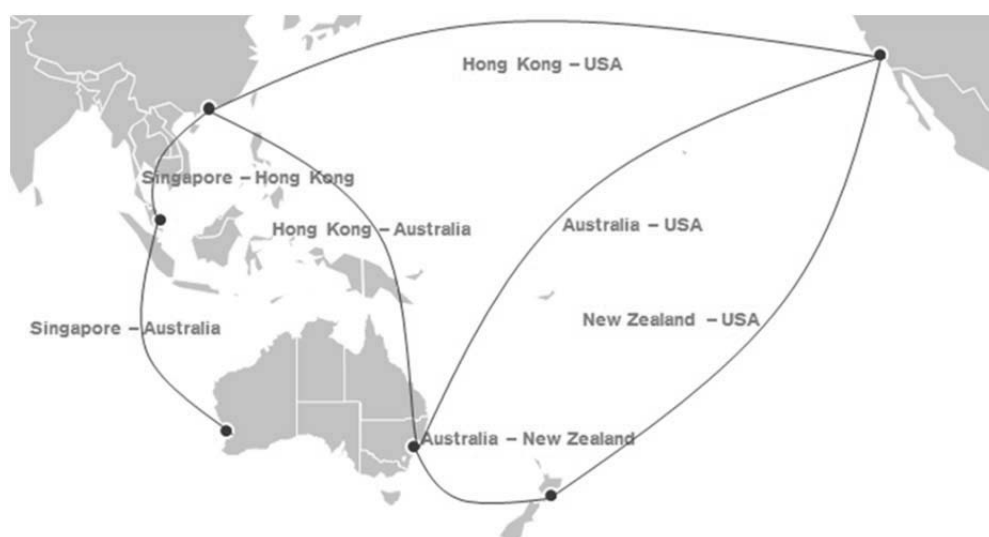 Hong Kong – USA
Singapore – Hong Kong
Hong Kong – Australia
Australia – USA
New Zealand – USA
Singapore – Australia
Australia – New Zealand